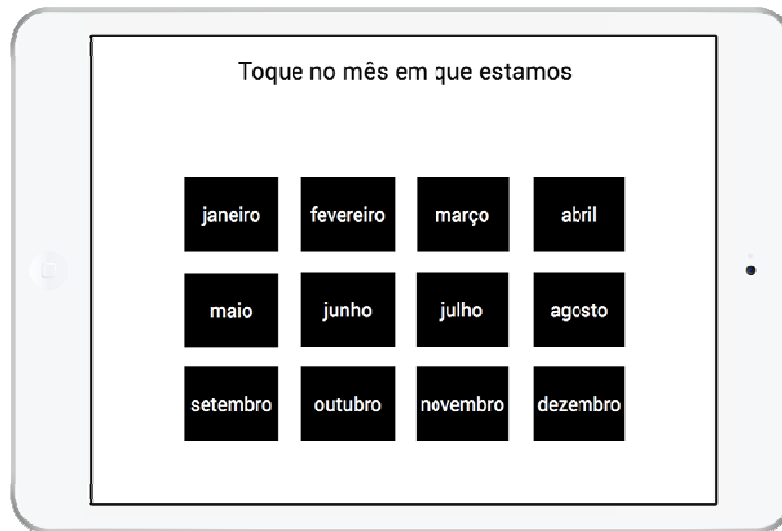 Toque no mês em que estamos
janeiro fevereiro março abril
maio junho julho agosto
setembro outubro novembro dezembro